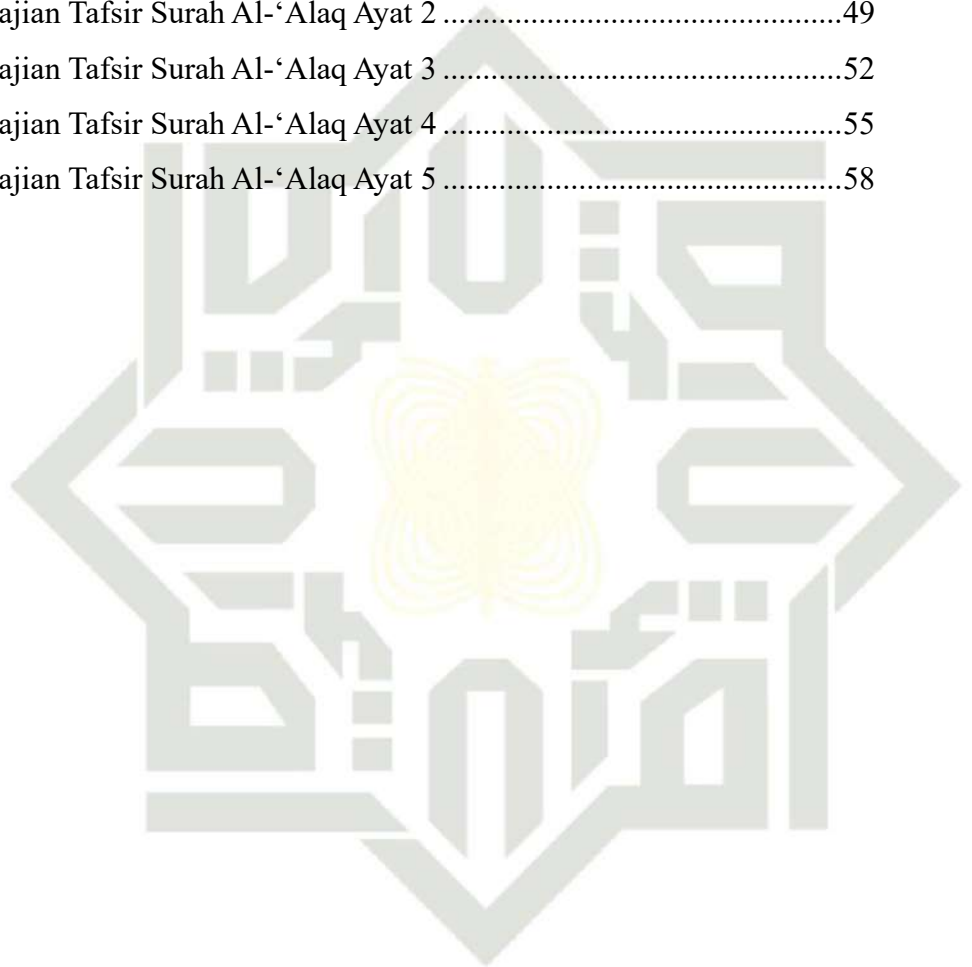 ajian Tafsir Surah Al-‘Alaq Ayat 2 ...................................................49
ajian Tafsir Surah Al-‘Alaq Ayat 3 ...................................................52
ajian Tafsir Surah Al-‘Alaq Ayat 4 ...................................................55
ajian Tafsir Surah Al-‘Alaq Ayat 5 ...................................................58